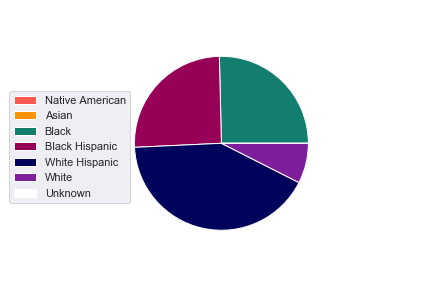 Native American
Asian
Black
Black Hispanic
White Hispanic
White
Unknown